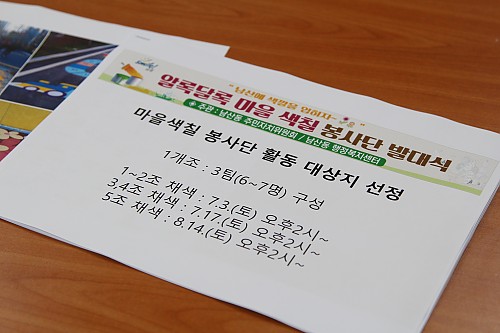 "남산에 색깔을 입히자"
알록달록 마을 색칠 봉사단 발대식
주관 : 남산동 주민자치위원회 / 남산동 행정복지센터
마을색칠 봉사단 활동 대상지 선정
1개조 : 3팀(6~7명) 구성
1~2조 채색 : 7.3.(토) 오후2시~
3,4조 채색 : 7.17.(토) 오후2시~
5조 채색 : 8.14.(토) 오후2시~